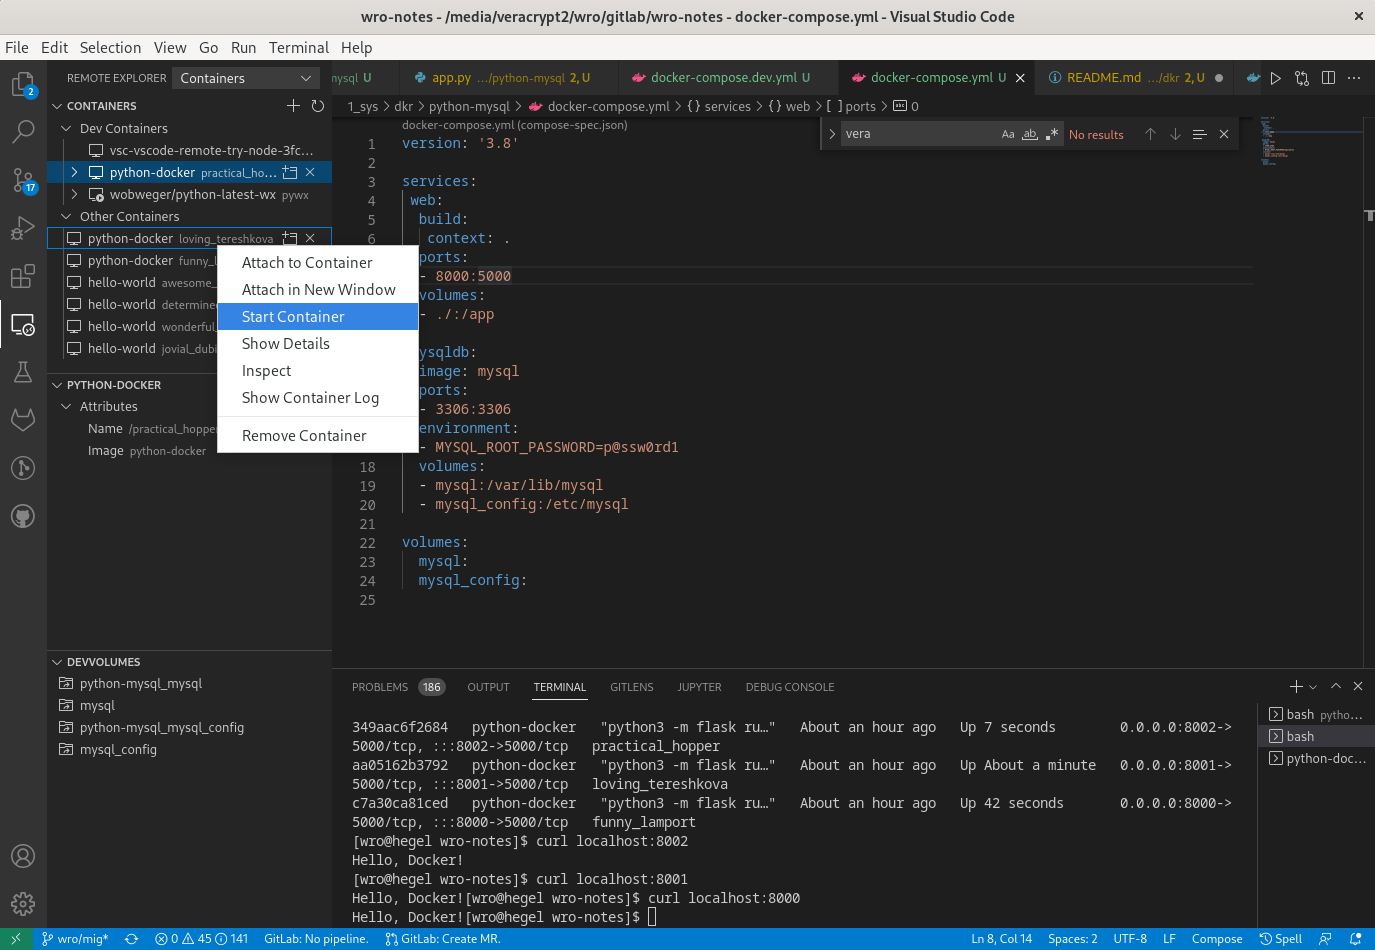 wro-notes - /media/veracrypt2/wro/gitlab/wro-notes - docker-compose.yml - Visual Studio Code
File Edit Selection View Go Run Terminal Help
REMOTE EXPLORER Containers
nysql U app.py .../python-mysql 2, U docker-compose.dev.yml U docker-compose.yml U README.md .../dkr 2, U
1_sys dkr python-mysql docker-compose.yml services web ports 0
2
17
CONTAINERS
Dev Containers
vsc-vscode-remote-try-node-3fc...
python-docker practical_ho...
wobweger/python-latest-wx pywx
Other Containers
python-docker loving_tereshkova
python-docker funny_l
hello-world awesome_
hello-world determine
hello-world wonderful_
hello-world jovial_dubi
Attach to Container
Attach in New Window
Start Container
Show Details
Inspect
Show Container Log
Remove Container
PYTHON-DOCKER
Attributes
Name /practical_hopper
Image python-docker
DEVVOLUMES
python-mysql_mysql
mysql
python-mysql_mysql_config
mysql_config
vera Aa ab .* No results
docker-compose.yml (compose-spec.json)
1 version: '3.8'
2
3 services:
4 web:
5 build:
6 context: .
ports:
- 8000:5000
volumes:
- ./:/app
ysqldb:
image: mysql
ports:
- 3306:3306
environment:
- MYSQL_ROOT_PASSWORD=p@ssw0rd1
18 volumes:
19 - mysql:/var/lib/mysql
20 - mysql_config:/etc/mysql
21
22 volumes:
23 mysql:
24 mysql_config:
25
PROBLEMS 186 OUTPUT TERMINAL GITLENS JUPYTER DEBUG CONSOLE
349aac6f2684 python-docker "python3 -m flask ru…" About an hour ago Up 7 seconds 0.0.0.0:8002->
5000/tcp, :::8002->5000/tcp practical_hopper
aa05162b3792 python-docker "python3 -m flask ru…" About an hour ago Up About a minute 0.0.0.0:8001->
5000/tcp, :::8001->5000/tcp loving_tereshkova
c7a30ca81ced python-docker "python3 -m flask ru…" About an hour ago Up 42 seconds 0.0.0.0:8000->
5000/tcp, :::8000->5000/tcp funny_lamport
[wro@hegel wro-notes]$ curl localhost:8002
Hello, Docker!
[wro@hegel wro-notes]$ curl localhost:8001
Hello, Docker![wro@hegel wro-notes]$ curl localhost:8000
Hello, Docker![wro@hegel wro-notes]$
bash pytho...
bash
python-doc...
wro/mig* 0 45 141 GitLab: No pipeline. GitLab: Create MR. Ln 8, Col 14 Spaces: 2 UTF-8 LF Compose Spell